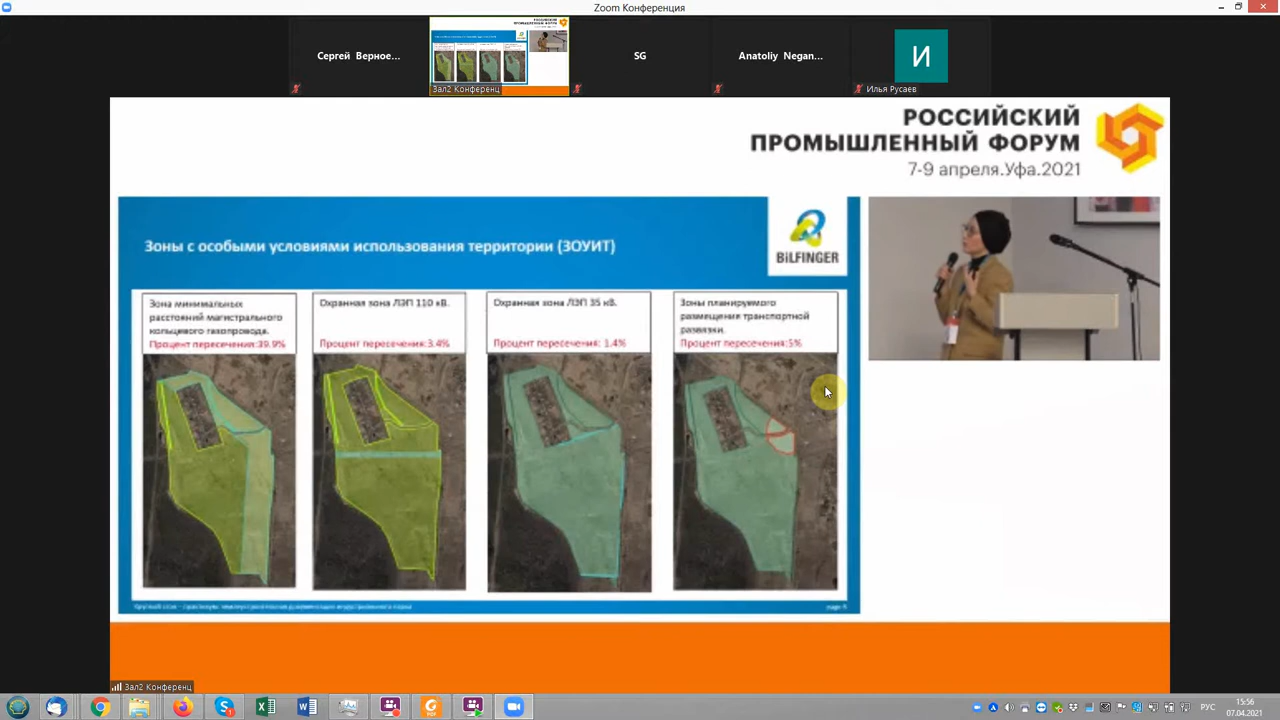 Zoom Конференция
Сергей Верное...
Зал2 Конференц
SG
Anatoliy Negan...
И
Илья Русаев
РОССИЙСКИЙ
ПРОМЫШЛЕННЫЙ ФОРУМ
7-9 апреля.Уфа.2021
Зоны с особыми условиями использования территории (ЗОУИТ)
BILFINGER
Зона минимальных
расстояний магистрального
кольцевого газопровода.
Процент пересечения:39.9%
Охранная зона ЛЭП 110 кВ.
Процент пересечения:3.4%
Охранная зона ЛЭП 35 кВ.
Процент пересечения: 1.4%
Зоны планируемого
размещения транспортной
развязки.
Процент пересечения:5%
Зал2 Конференц
РУС
15:56
07.04.2021